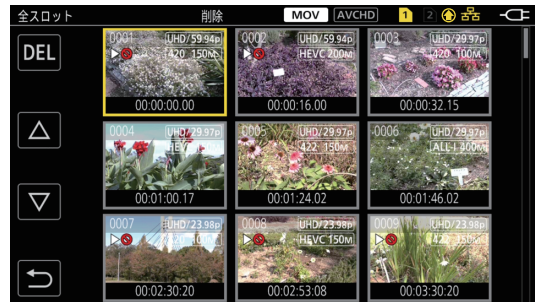 全スロット 削除 MOV AVCHD 1 2
DEL
0001 UHD/59.94p
420 150M
00:00:00.00
0002 UHD/59.94p
HEVC 200M
00:00:16.00
0003 UHD/29.97p
420 100M
00:00:32.15
0004 UHD/29.97p
HEV
00:01:00.17
0005 UHD/29.97p
422 150M
00:01:24.02
0006 UHD/29.97p
ALL-I 400M
00:01:46.02
0007 UHD/23.98p
420 100M
00:02:30:20
0008 UHD/23.98p
HEVC 150M
00:02:53:08
0009 UHD/23.98p
420 150M
00:03:30:20